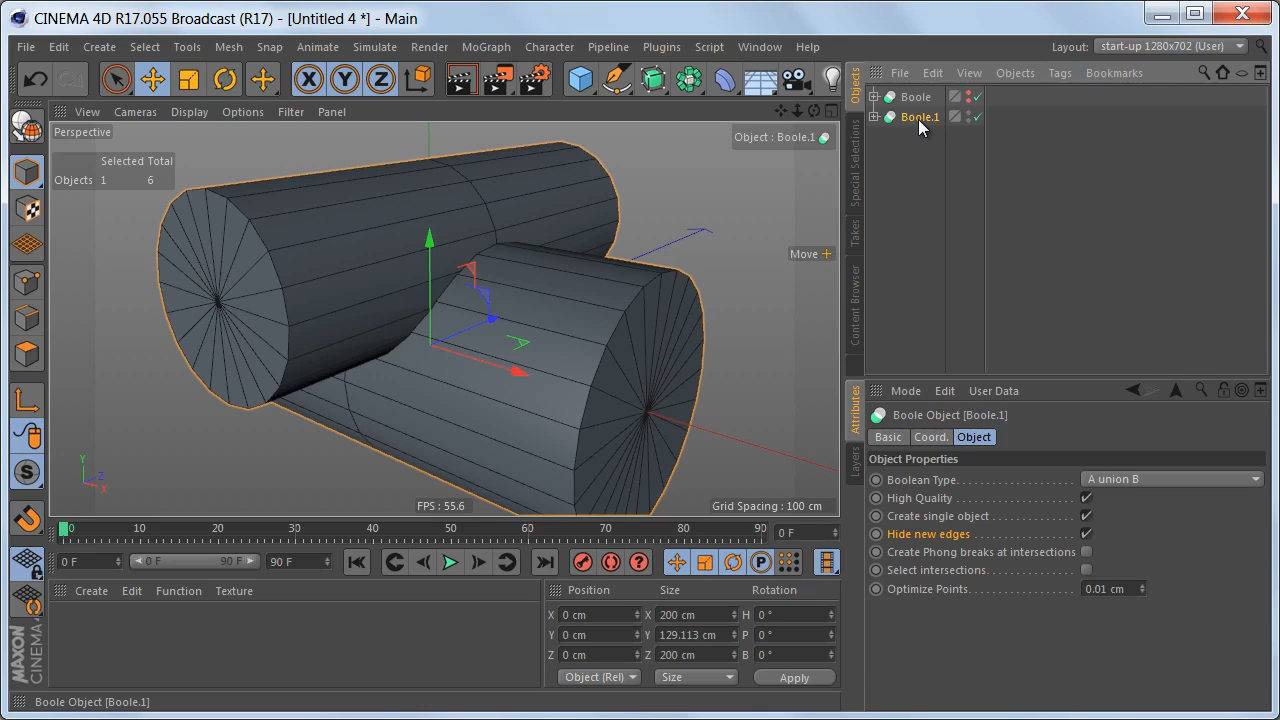 CINEMA 4D R17.055 Broadcast (R17) - [Untitled 4 *] - Main
File Edit Create Select Tools Mesh Snap Animate Simulate Render MoGraph Character Pipeline Plugins Script Window Help Layout: start-up 1280x702 (User)
X Y Z
File Edit View Objects Tags Bookmarks
Objects
Special Selections
Takes
Content Browser
Attributes
Layers
Boole
Boole.1
View Cameras Display Options Filter Panel
Perspective
Object : Boole.1
Selected Total
Objects 1 6
Move
Y
Z
X
FPS : 55.6
Grid Spacing : 100 cm
0 10 20 30 40 50 60 70 80 90 0 F
0 F 0 F 90 F 90 F
P
Create Edit Function Texture
Position Size Rotation
X 0 cm X 200 cm H 0 °
Y 0 cm Y 129.113 cm P 0 °
Z 0 cm Z 200 cm B 0 °
Object (Rel) Size Apply
Mode Edit User Data
Boole Object [Boole.1]
Basic Coord. Object
Object Properties
Boolean Type. A union B
High Quality
Create single object
Hide new edges
Create Phong breaks at intersections
Select intersections.
Optimize Points. 0.01 cm
S
MAXON
CINEMA 4D
Boole Object [Boole.1]